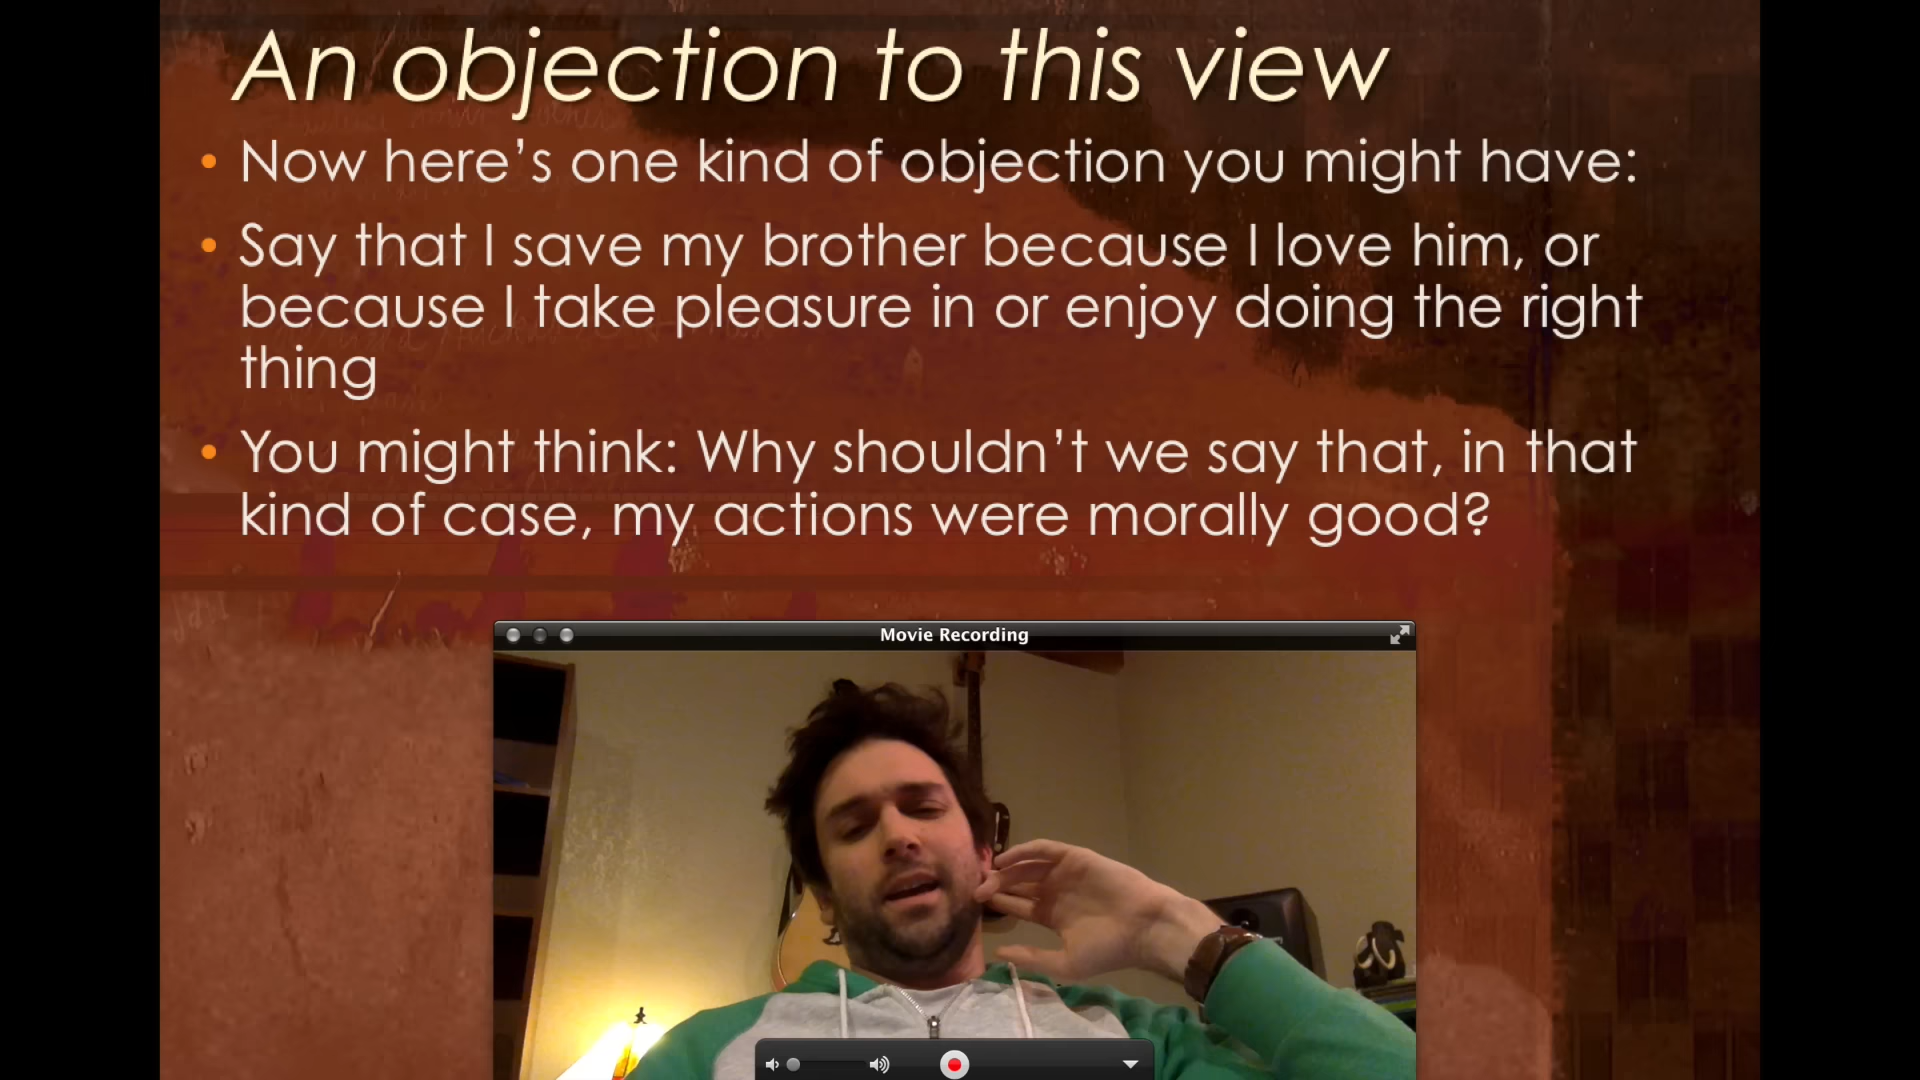 An objection to this view
• Now here’s one kind of objection you might have:
• Say that I save my brother because I love him, or
because I take pleasure in or enjoy doing the right
thing
• You might think: Why shouldn’t we say that, in that
kind of case, my actions were morally good?
Movie Recording